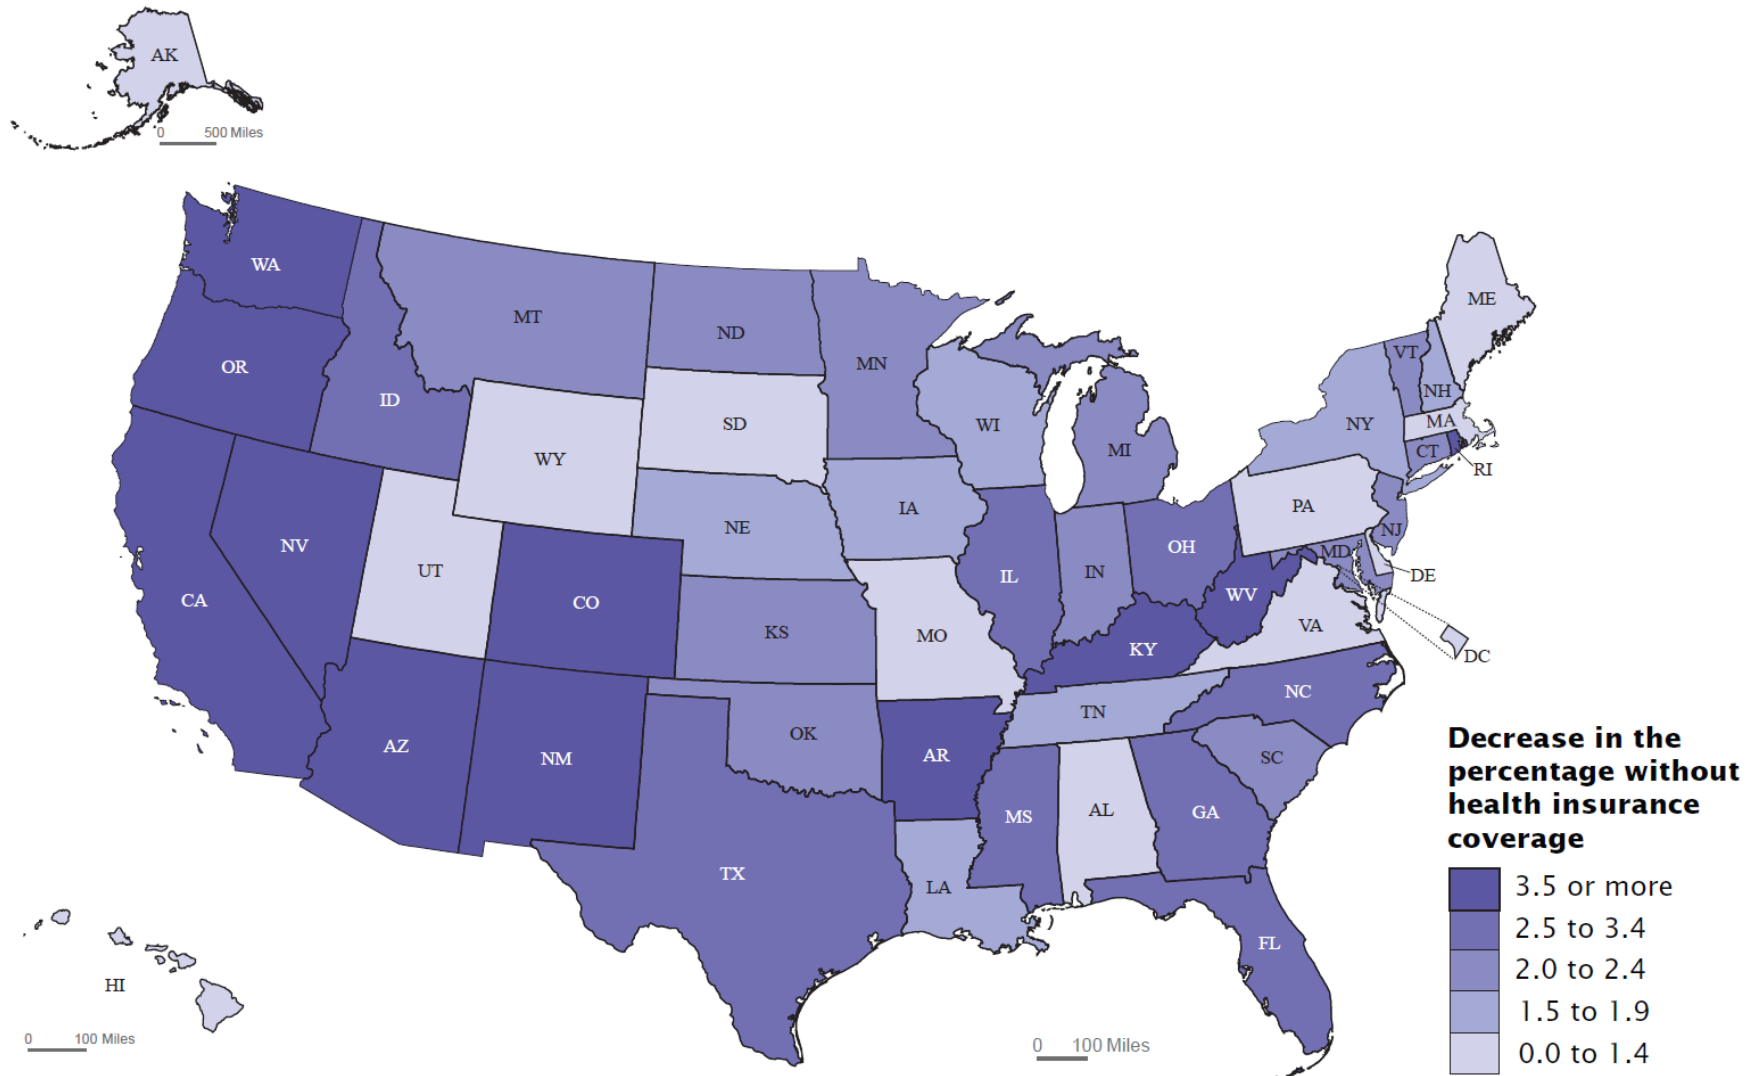 AK
0 500 Miles
WA
MT
ND
MN
ME
OR
ID
SD
WI
MI
VT
NH
NY
MA
CT
RI
WY
NE
IA
PA
NJ
NV
UT
CO
IL
IN
OH
MD
DE
CA
KS
MO
WV
VA
KY
DC
NC
AZ
NM
OK
AR
TN
SC
MS
AL
GA
TX
LA
FL
HI
0 100 Miles
0 100 Miles
Decrease in the
percentage without
health insurance
coverage
3.5 or more
2.5 to 3.4
2.0 to 2.4
1.5 to 1.9
0.0 to 1.4